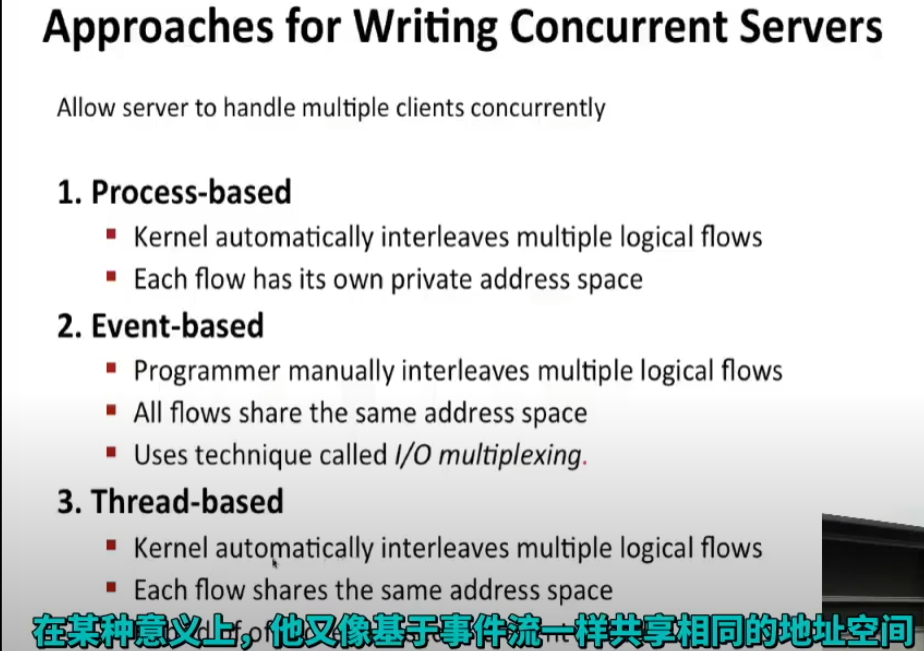 Approaches for Writing Concurrent Servers
Allow server to handle multiple clients concurrently
1. Process-based
Kernel automatically interleaves multiple logical flows
Each flow has its own private address space
2. Event-based
Programmer manually interleaves multiple logical flows
All flows share the same address space
Uses technique called I/O multiplexing.
3. Thread-based
Kernel automatically interleaves multiple logical flows
Each flow shares the same address space
在某种意义上,他又像基于事件流一样共享相同的地址空间